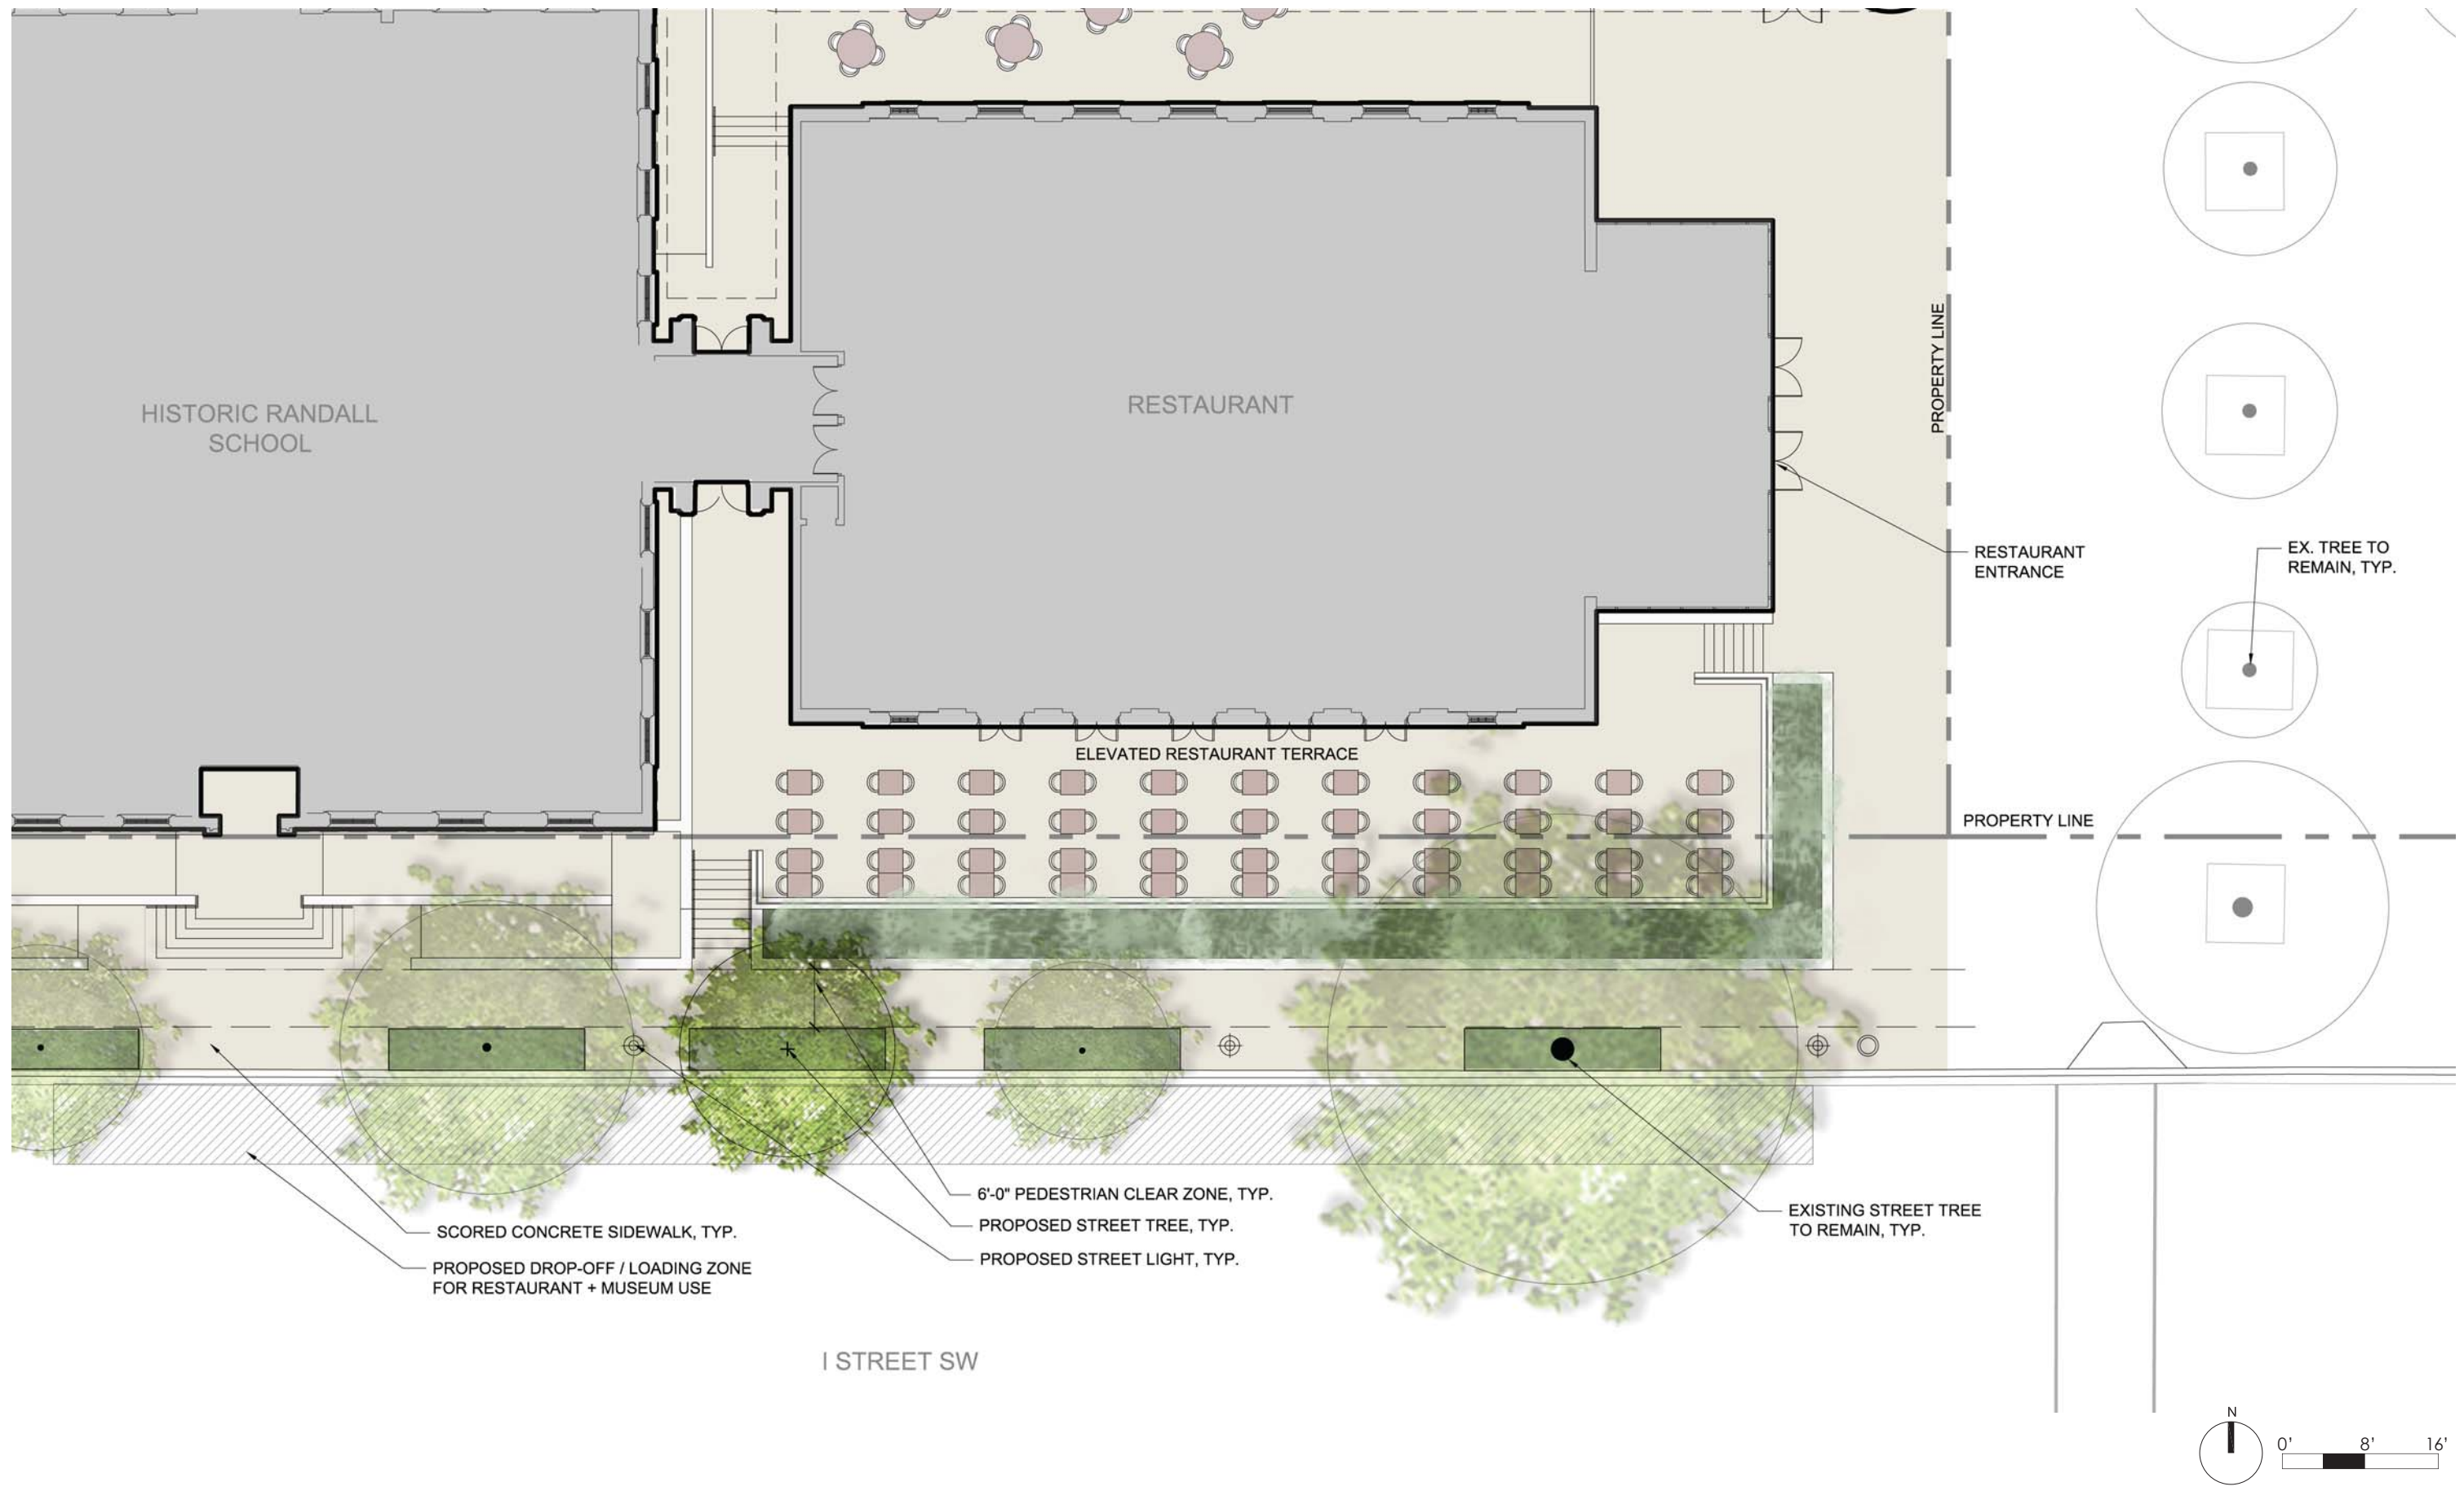 PROPERTY LINE
HISTORIC RANDALL
SCHOOL
RESTAURANT
RESTAURANT
ENTRANCE
EX. TREE TO
REMAIN, TYP.
ELEVATED RESTAURANT TERRACE
PROPERTY LINE
6'-0" PEDESTRIAN CLEAR ZONE, TYP.
PROPOSED STREET TREE, TYP.
PROPOSED STREET LIGHT, TYP.
SCORED CONCRETE SIDEWALK, TYP.
PROPOSED DROP-OFF / LOADING ZONE
FOR RESTAURANT + MUSEUM USE
EXISTING STREET TREE
TO REMAIN, TYP.
I STREET SW
N
0' 8' 16'